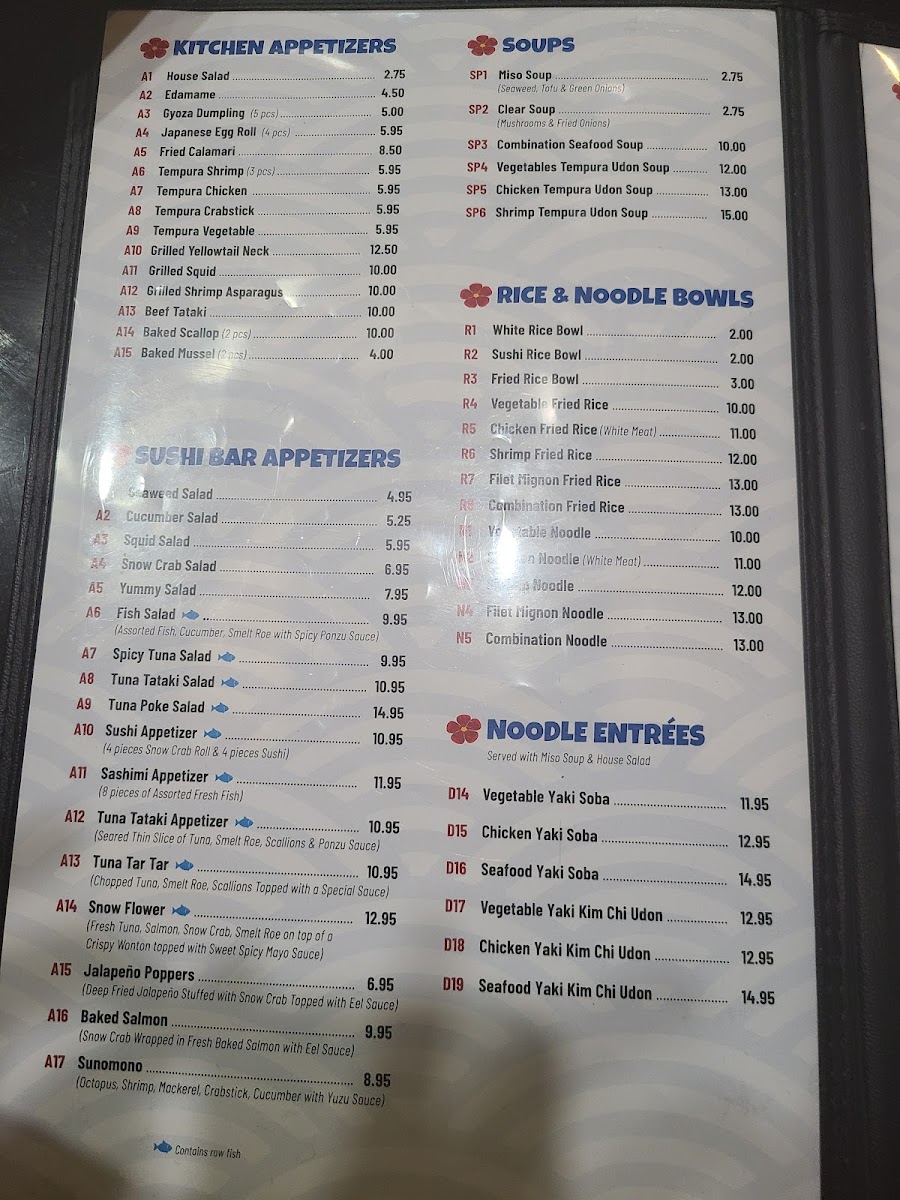 KITCHEN APPETIZERS
A1 House Salad 2.75
A2 Edamame 4.50
A3 Gyoza Dumpling (5 pcs) 5.00
A4 Japanese Egg Roll (4 pcs) 5.95
A5 Fried Calamari 8.50
A6 Tempura Shrimp (3 pcs) 5.95
A7 Tempura Chicken 5.95
A8 Tempura Crabstick 5.95
A9 Tempura Vegetable 5.95
A10 Grilled Yellowtail Neck 12.50
A11 Grilled Squid 10.00
A12 Grilled Shrimp Asparagus 10.00
A13 Beef Tataki 10.00
A14 Baked Scallop (2 pcs) 10.00
A15 Baked Mussel (2 pcs) 4.00
SUSHI BAR APPETIZERS
Seaweed Salad 4.95
A2 Cucumber Salad 5.25
A3 Squid Salad 5.95
A4 Snow Crab Salad 6.95
A5 Yummy Salad 7.95
A6 Fish Salad 9.95
(Assorted Fish, Cucumber, Smelt Roe with Spicy Ponzu Sauce)
A7 Spicy Tuna Salad 9.95
A8 Tuna Tataki Salad 10.95
A9 Tuna Poke Salad 14.95
A10 Sushi Appetizer 10.95
(4 pieces Snow Crab Roll & 4 pieces Sushi)
A11 Sashimi Appetizer 11.95
(8 pieces of Assorted Fresh Fish)
A12 Tuna Tataki Appetizer 10.95
(Seared Thin Slice of Tuna, Smelt Roe, Scallions & Ponzu Sauce)
A13 Tuna Tar Tar 10.95
(Chopped Tuna, Smelt Roe, Scallions Topped with a Special Sauce)
A14 Snow Flower 12.95
(Fresh Tuna, Salmon, Snow Crab, Smelt Roe on top of a
Crispy Wonton topped with Sweet Spicy Mayo Sauce)
A15 Jalapeño Poppers 6.95
(Deep Fried Jalapeño Stuffed with Snow Crab Topped with Eel Sauce)
A16 Baked Salmon 9.95
(Snow Crab Wrapped in Fresh Baked Salmon with Eel Sauce)
A17 Sunomono 8.95
(Octopus, Shrimp, Mackerel, Crabstick, Cucumber with Yuzu Sauce)
Contains raw fish
SOUPS
SP1 Miso Soup 2.75
(Seaweed, Tofu & Green Onions)
SP2 Clear Soup 2.75
(Mushrooms & Fried Onions)
SP3 Combination Seafood Soup 10.00
SP4 Vegetables Tempura Udon Soup 12.00
SP5 Chicken Tempura Udon Soup 13.00
SP6 Shrimp Tempura Udon Soup 15.00
RICE & NOODLE BOWLS
R1 White Rice Bowl 2.00
R2 Sushi Rice Bowl 2.00
R3 Fried Rice Bowl 3.00
R4 Vegetable Fried Rice 10.00
R5 Chicken Fried Rice (White Meat) 11.00
R6 Shrimp Fried Rice 12.00
R7 Filet Mignon Fried Rice 13.00
R8 Combination Fried Rice 13.00
Vegetable Noodle 10.00
Noodle (White Meat) 11.00
Noodle 12.00
N4 Filet Mignon Noodle 13.00
N5 Combination Noodle 13.00
NOODLE ENTRÉES
Served with Miso Soup & House Salad
D14 Vegetable Yaki Soba 11.95
D15 Chicken Yaki Soba 12.95
D16 Seafood Yaki Soba 14.95
D17 Vegetable Yaki Kim Chi Udon 12.95
D18 Chicken Yaki Kim Chi Udon 12.95
D19 Seafood Yaki Kim Chi Udon 14.95